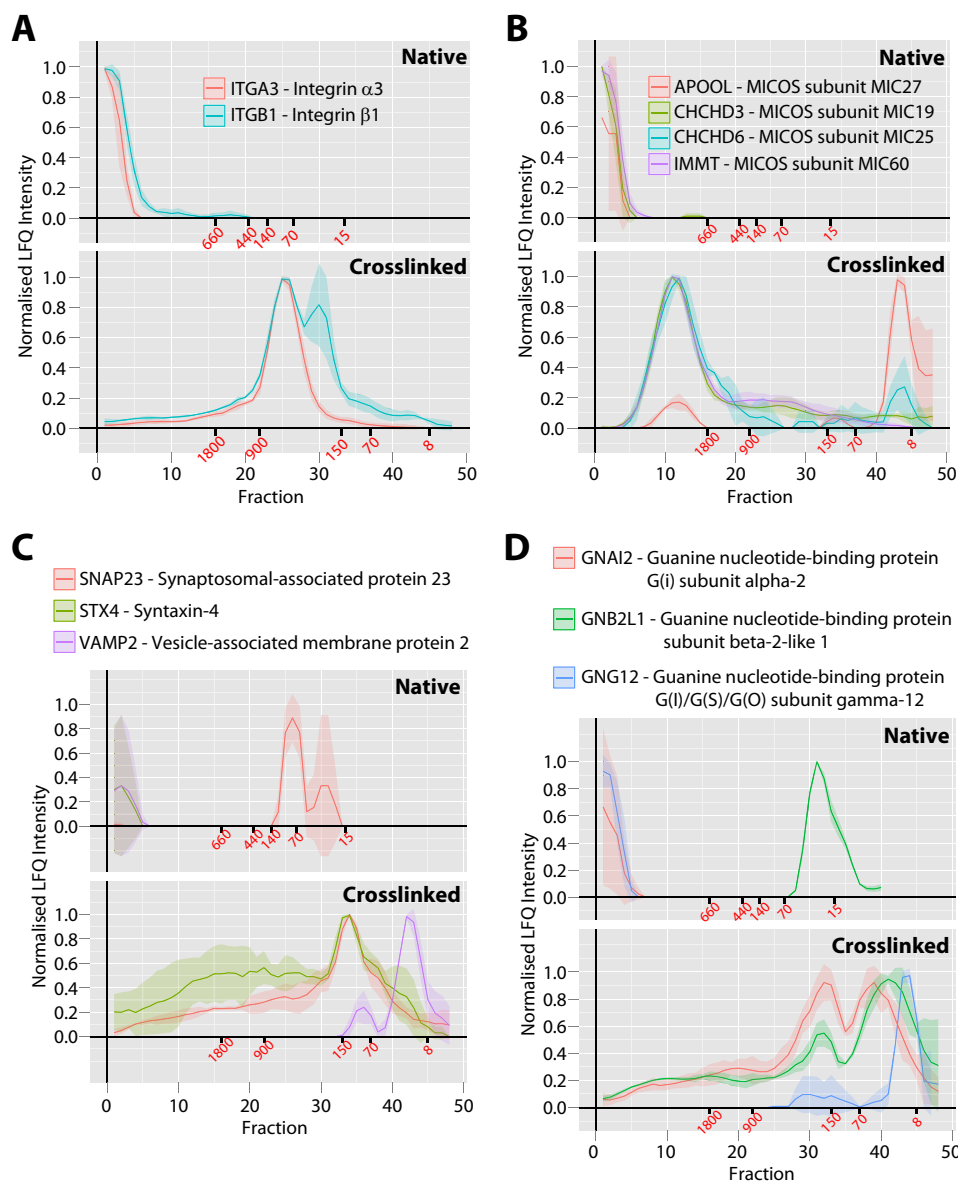 A
Native
ITGA3 - Integrin α3
ITGB1 - Integrin β1
1.0
0.8
0.6
0.4
0.2
0.0
660
440
140
70
15
Crosslinked
1.0
0.8
0.6
0.4
0.2
0.0
1800
900
150
70
8
0 10 20 30 40 50
Fraction
Normalised LFQ Intensity
B
Native
APOOL - MICOS subunit MIC27
CHCHD3 - MICOS subunit MIC19
CHCHD6 - MICOS subunit MIC25
IMMT - MICOS subunit MIC60
1.0
0.8
0.6
0.4
0.2
0.0
660
440
140
70
15
Crosslinked
1.0
0.8
0.6
0.4
0.2
0.0
1800
900
150
70
8
0 10 20 30 40 50
Fraction
Normalised LFQ Intensity
C
SNAP23 - Synaptosomal-associated protein 23
STX4 - Syntaxin-4
VAMP2 - Vesicle-associated membrane protein 2
Native
1.0
0.8
0.6
0.4
0.2
0.0
660
440
140
70
15
Crosslinked
1.0
0.8
0.6
0.4
0.2
0.0
1800
900
150
70
8
0 10 20 30 40 50
Fraction
Normalised LFQ Intensity
D
GNAI2 - Guanine nucleotide-binding protein
G(i) subunit alpha-2
GNB2L1 - Guanine nucleotide-binding protein
subunit beta-2-like 1
GNG12 - Guanine nucleotide-binding protein
G(I)/G(S)/G(O) subunit gamma-12
Native
1.0
0.8
0.6
0.4
0.2
0.0
660
440
140
70
15
Crosslinked
1.0
0.8
0.6
0.4
0.2
0.0
1800
900
150
70
8
0 10 20 30 40 50
Fraction
Normalised LFQ Intensity